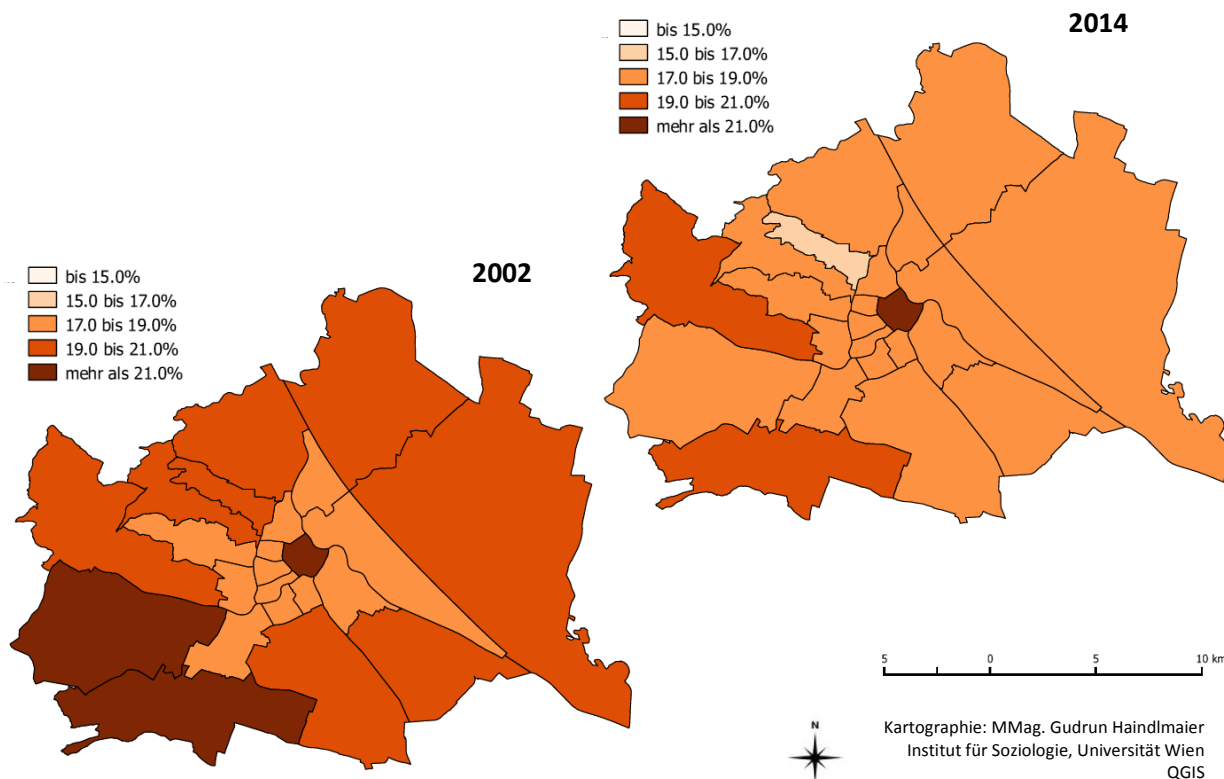 2014
bis 15.0%
15.0 bis 17.0%
17.0 bis 19.0%
19.0 bis 21.0%
mehr als 21.0%
2002
bis 15.0%
15.0 bis 17.0%
17.0 bis 19.0%
19.0 bis 21.0%
mehr als 21.0%
5 0 5 10 km
N
Kartographie: MMag. Gudrun Haindlmaier
Institut für Soziologie, Universität Wien
QGIS